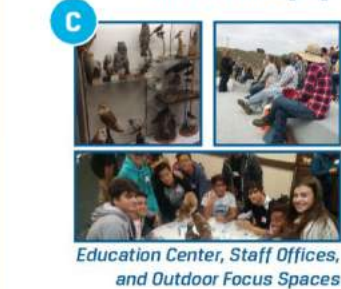 C
Education Center, Staff Offices,
and Outdoor Focus Spaces